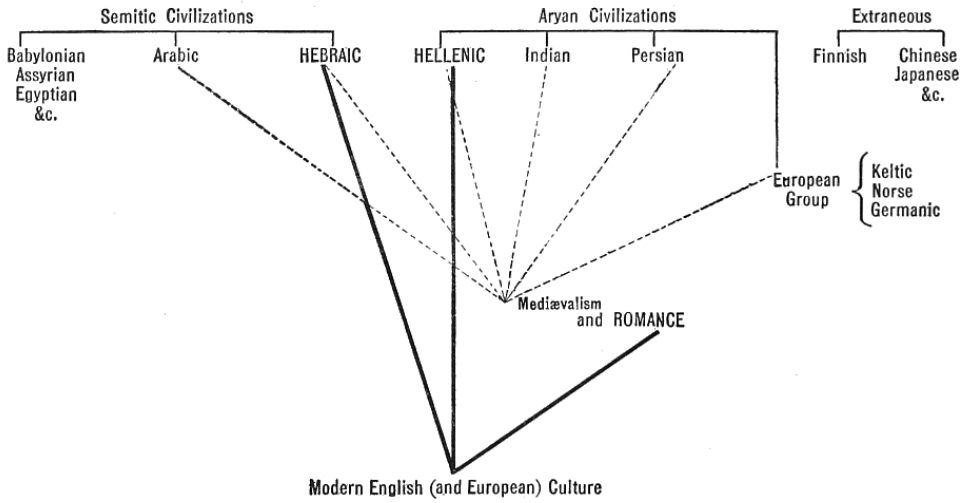 Semitic Civilizations
Aryan Civilizations
Extraneous
Babylonian
Assyrian
Egyptian
&c.
Arabic
HEBRAIC
HELLENIC
Indian
Persian
Finnish
Chinese
Japanese
&c.
European
Group
Keltic
Norse
Germanic
Mediævalism
and ROMANCE
Modern English (and European) Culture